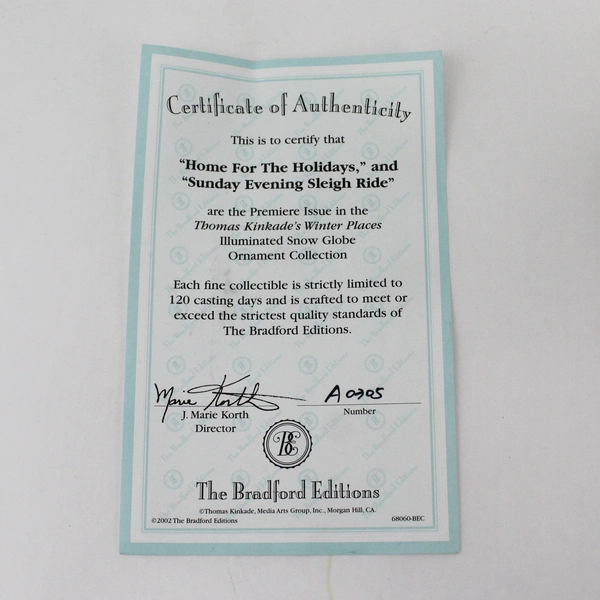 Certificate of Authenticity
This is to certify that
“Home For The Holidays,” and
“Sunday Evening Sleigh Ride”
are the Premiere Issue in the
Thomas Kinkade's Winter Places
Illuminated Snow Globe
Ornament Collection
Each fine collectible is strictly limited to
120 casting days and is crafted to meet or
exceed the strictest quality standards of
The Bradford Editions.
Marie Korth
J. Marie Korth
Director
Number
BE
The Bradford Editions
©Thomas Kinkade, Media Arts Group, Inc., Morgan Hill, CA.
©2002 The Bradford Editions
68060-BEC